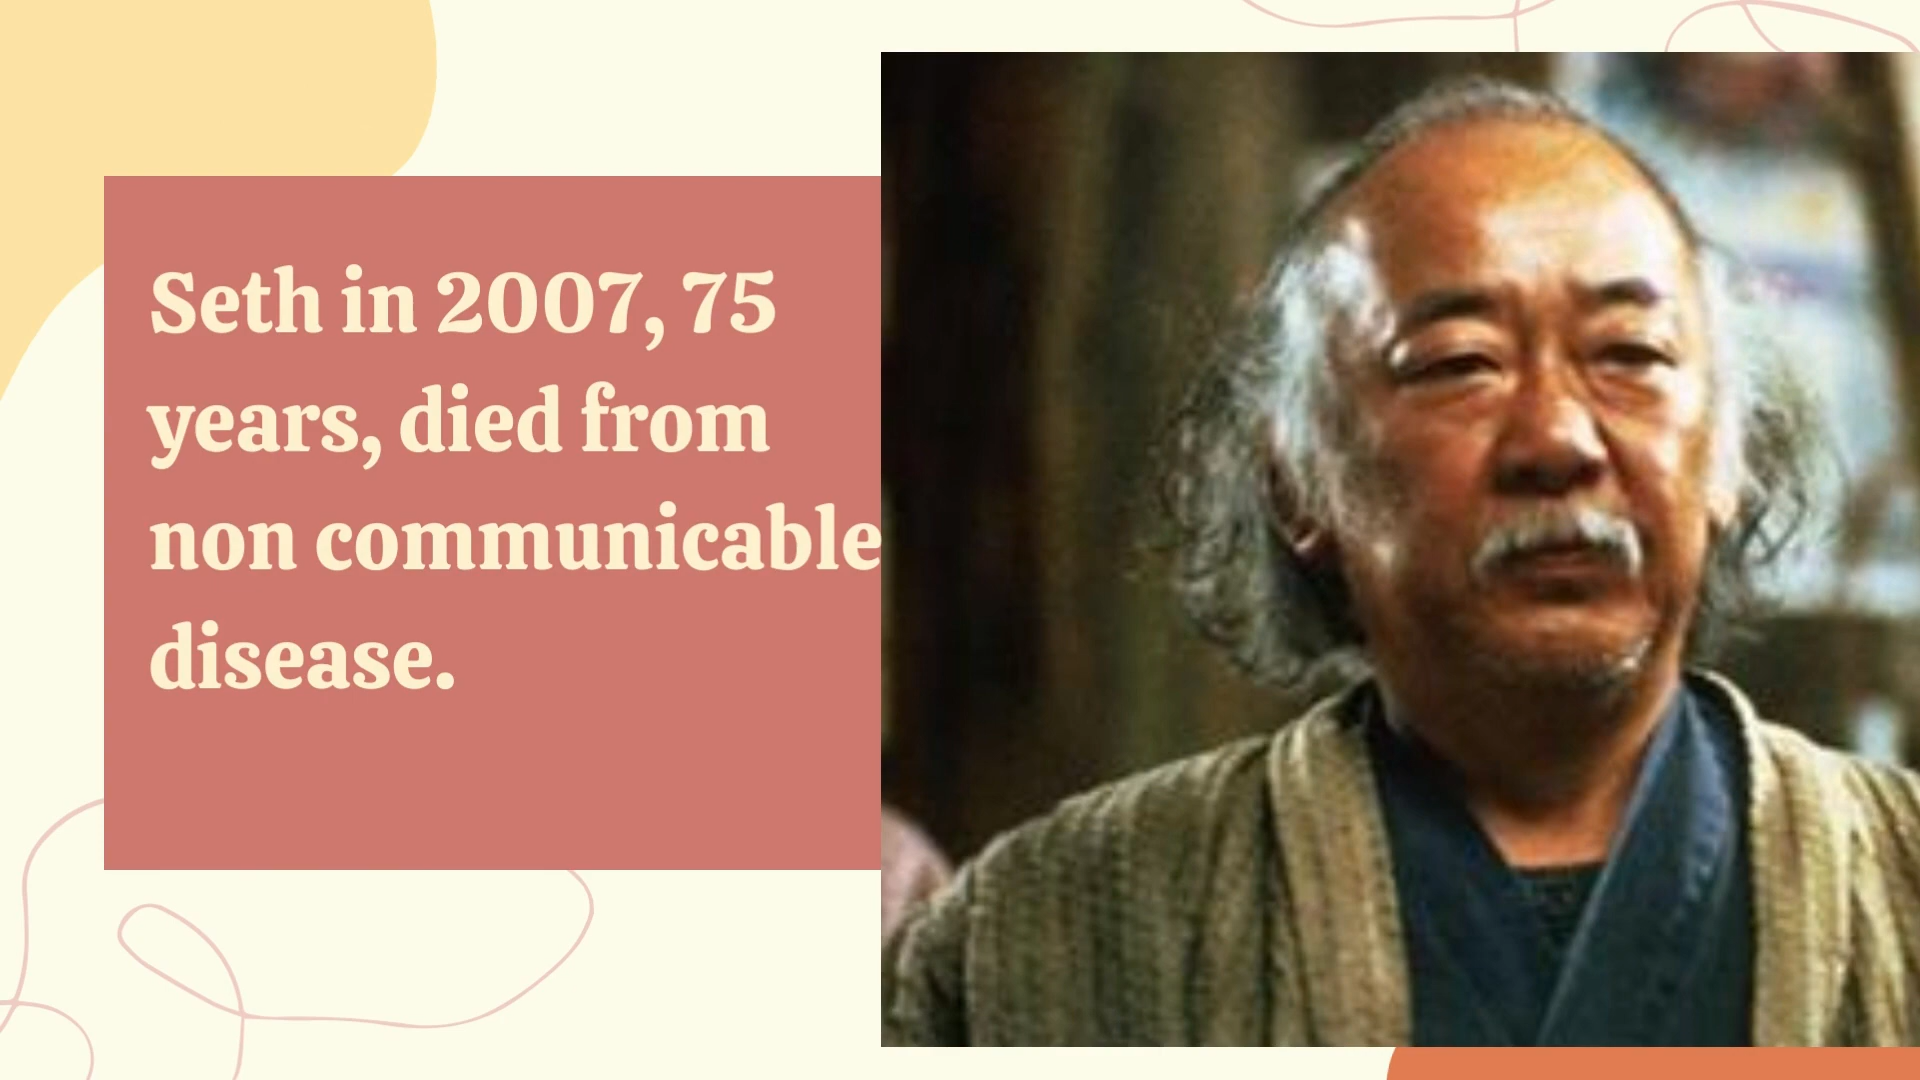 Seth in 2007, 75
years, died from
non communicable
disease.